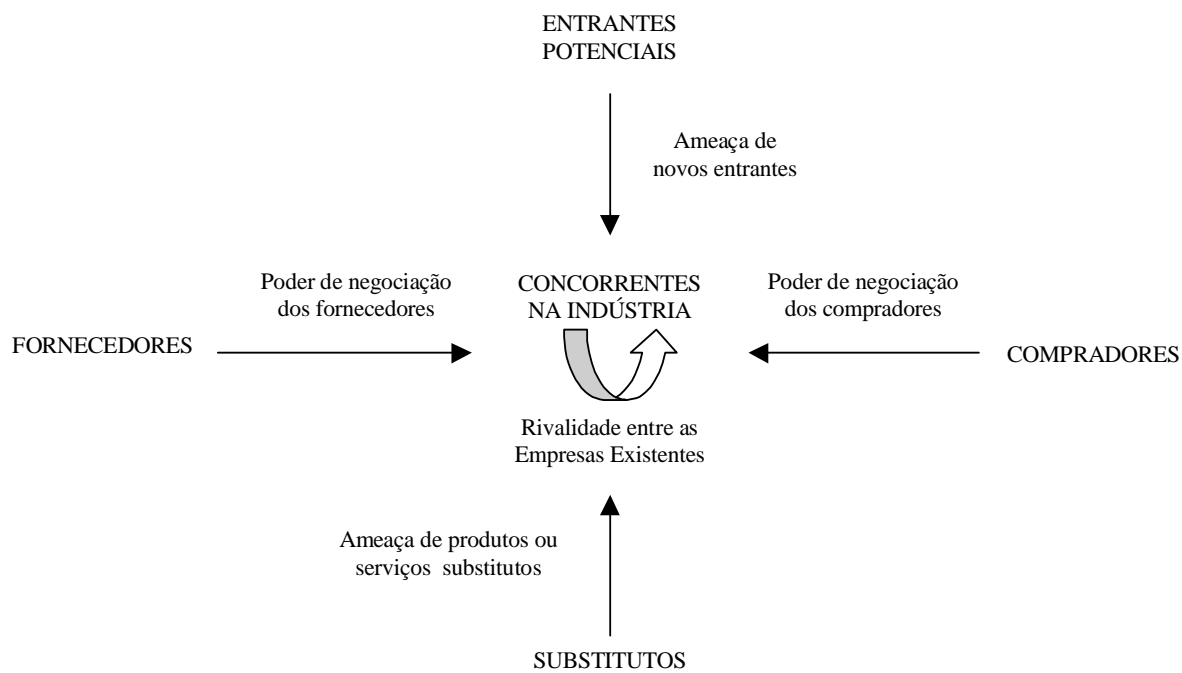 ENTRANTES
POTENCIAIS
Ameaça de
novos entrantes
Poder de negociação
dos fornecedores
CONCORRENTES
NA INDÚSTRIA
Poder de negociação
dos compradores
FORNECEDORES
COMPRADORES
Rivalidade entre as
Empresas Existentes
Ameaça de produtos ou
serviços substitutos
SUBSTITUTOS